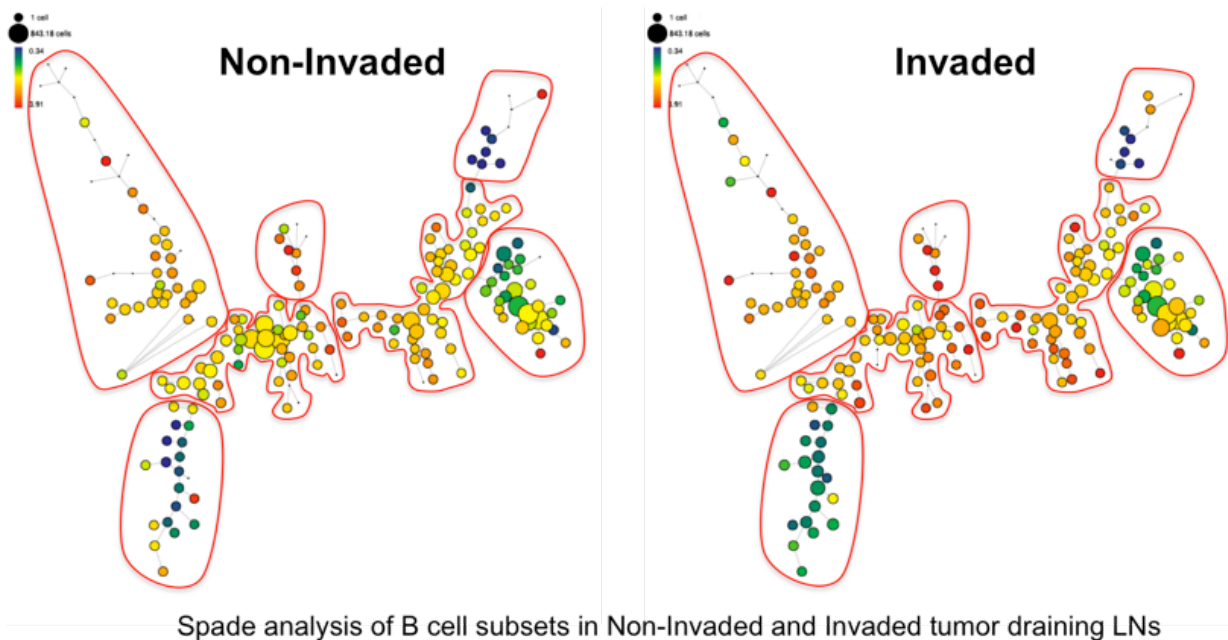 1 cell
843.18 cells
0.34
Non-Invaded
3.91
1 cell
843.18 cells
0.34
Invaded
3.91
Spade analysis of B cell subsets in Non-Invaded and Invaded tumor draining LNs